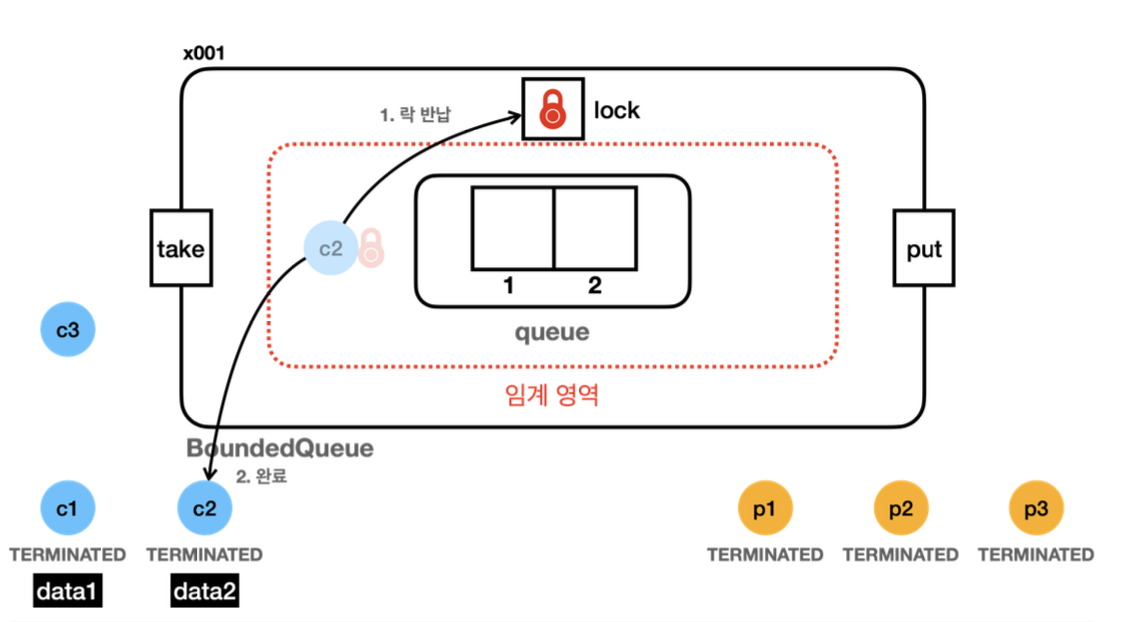 x001
1. 락 반납
lock
c2
take
put
1 2
queue
c3
임계 영역
BoundedQueue
2. 완료
c1 c2 p1 p2 p3
TERMINATED TERMINATED TERMINATED TERMINATED TERMINATED
data1 data2